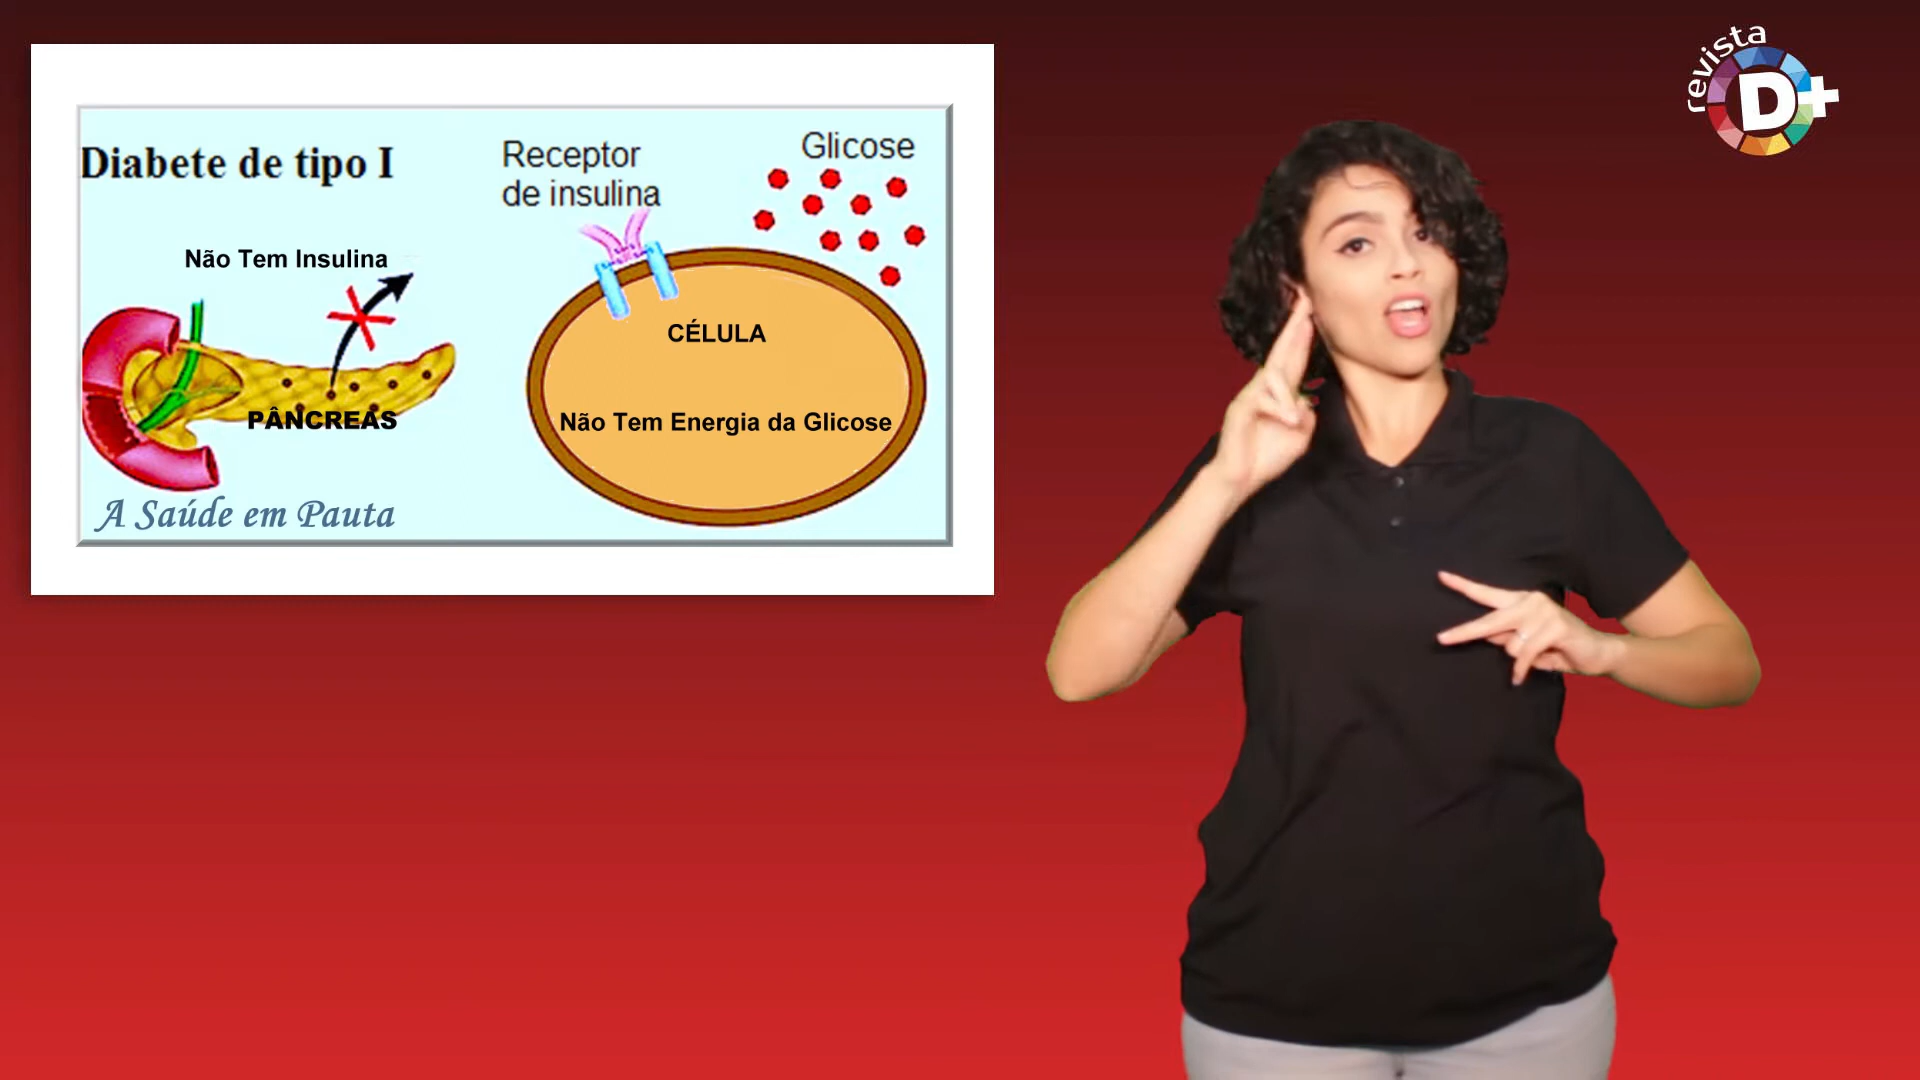 Diabete de tipo I
Receptor
de insulina
Glicose
Não Tem Insulina
CÉLULA
PÂNCREAS
Não Tem Energia da Glicose
A Saúde em Pauta
revista
D+